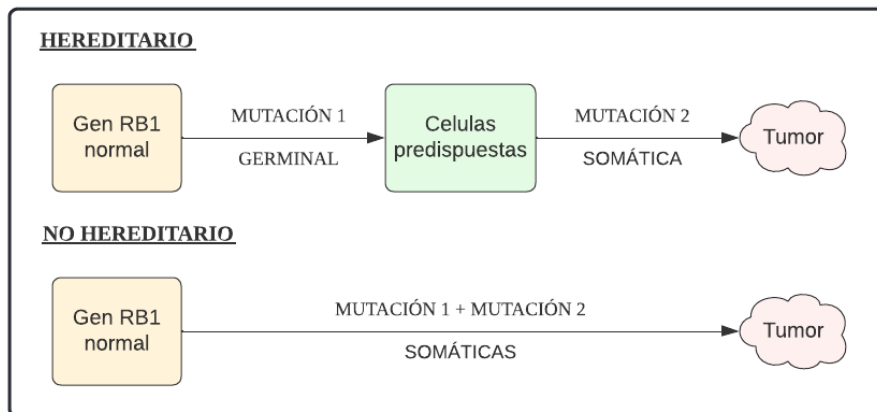 HEREDITARIO
Gen RB1
normal
MUTACIÓN 1
GERMINAL
Celulas
predispuestas
MUTACIÓN 2
SOMÁTICA
Tumor
NO HEREDITARIO
Gen RB1
normal
MUTACIÓN 1 + MUTACIÓN 2
SOMÁTICAS
Tumor